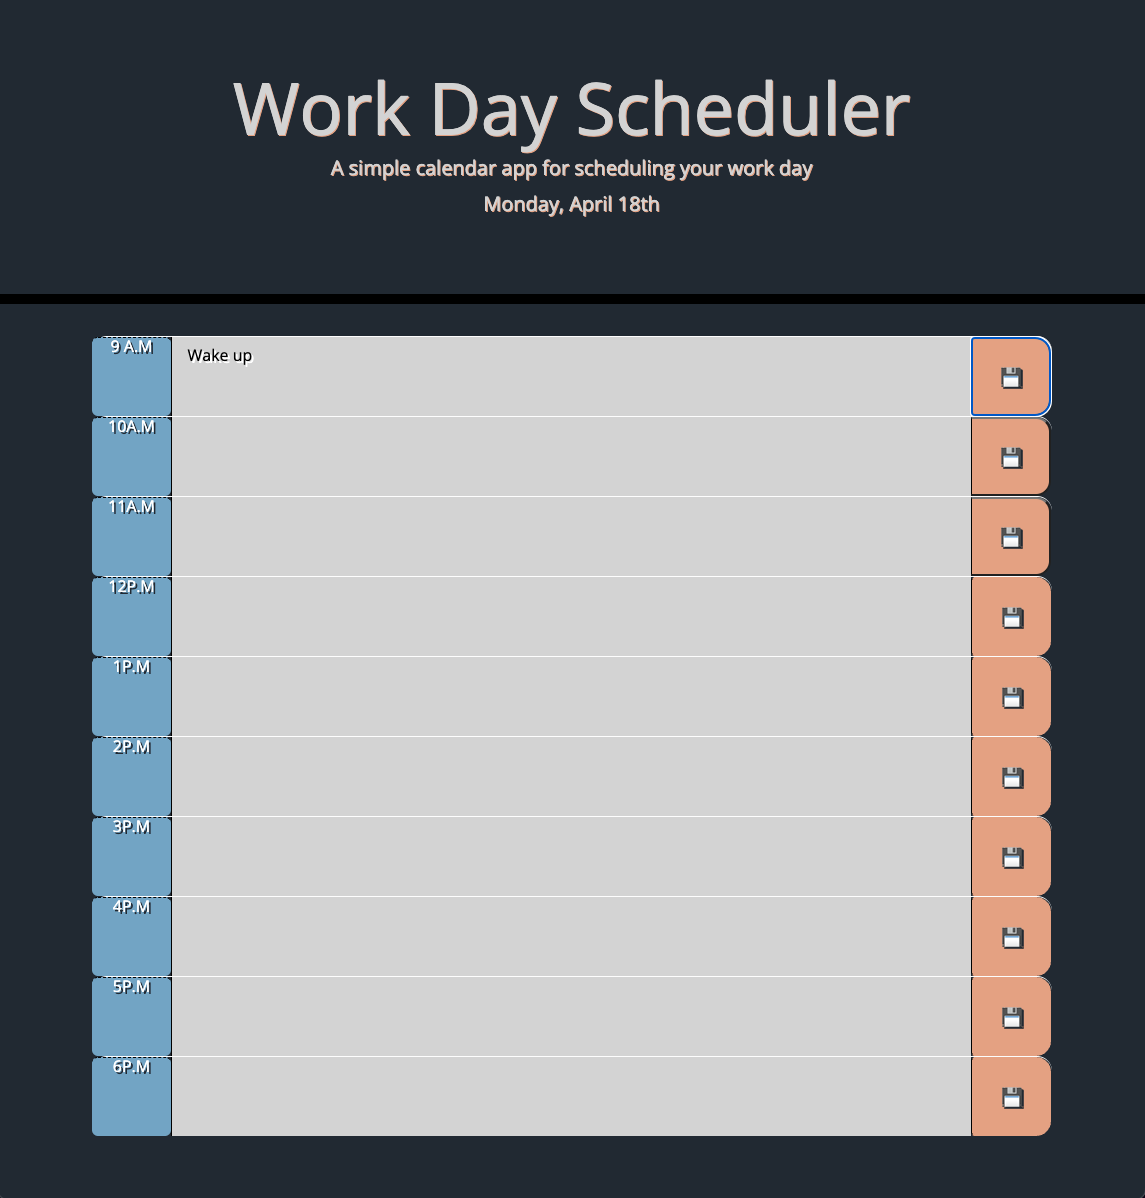 Work Day Scheduler
A simple calendar app for scheduling your work day
Monday, April 18th
9 A.M Wake up
10A.M
11A.M
12P.M
1P.M
2P.M
3P.M
4P.M
5P.M
6P.M